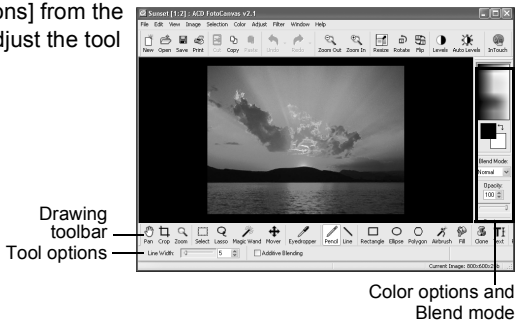 ons] from the
djust the tool
Sunset [1:2] : ACD FotoCanvas v2.1
File Edit View Image Selection Color Adjust Filter Window Help
New Open Save Print Cut Copy Paste Undo Redo Zoom Out Zoom In Resize Rotate Flip Levels Auto Levels InTouch
Blend Mode:
Normal
Opacity:
100
Drawing
toolbar
Pan Crop Zoom Select Lasso Magic Wand Mover Eyedropper Pencil Line Rectangle Ellipse Polygon Airbrush Fill Clone Text
Tool options
Line Width: 5 Additive Blending
Current Image: 800x600x24b
Color options and
Blend mode